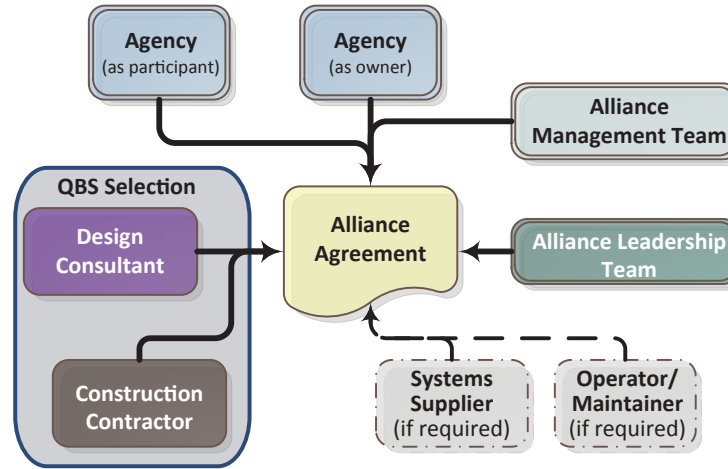 Agency
(as participant)
Agency
(as owner)
Alliance
Management Team
QBS Selection
Design
Consultant
Alliance
Agreement
Alliance Leadership
Team
Construction
Contractor
Systems
Supplier
(if required)
Operator/
Maintainer
(if required)